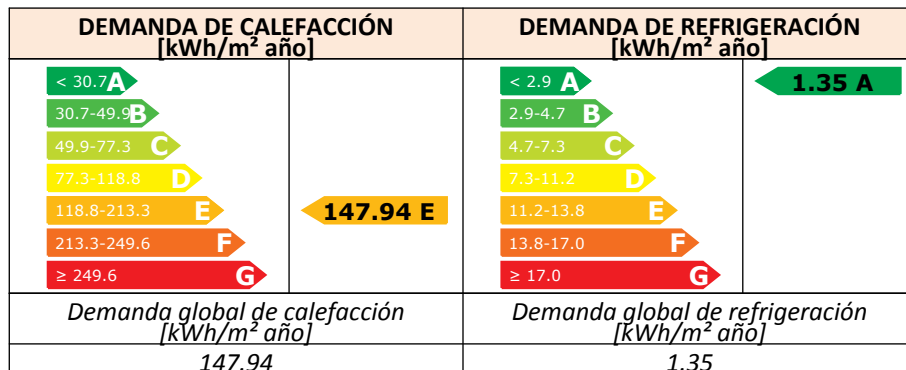 DEMANDA DE CALEFACCIÓN
[kWh/m² año]
< 30.7 A
30.7-49.9 B
49.9-77.3 C
77.3-118.8 D
118.8-213.3 E
213.3-249.6 F
≥ 249.6 G
147.94 E
Demanda global de calefacción
[kWh/m² año]
147.94
DEMANDA DE REFRIGERACIÓN
[kWh/m² año]
< 2.9 A
2.9-4.7 B
4.7-7.3 C
7.3-11.2 D
11.2-13.8 E
13.8-17.0 F
≥ 17.0 G
1.35 A
Demanda global de refrigeración
[kWh/m² año]
1.35